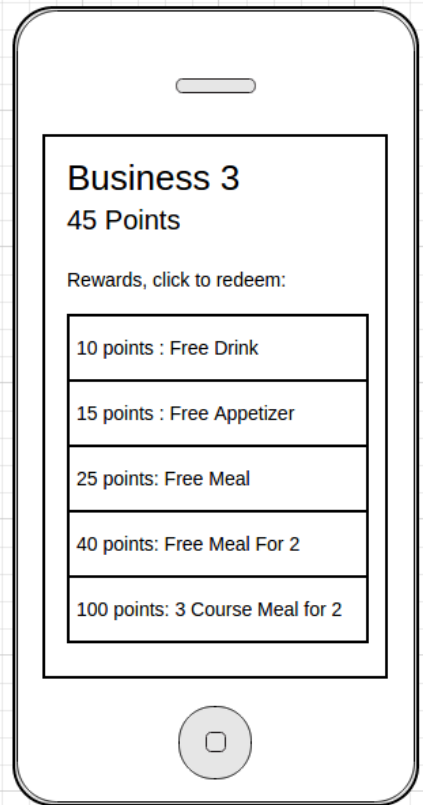 Business 3
45 Points
Rewards, click to redeem:
10 points : Free Drink
15 points : Free Appetizer
25 points: Free Meal
40 points: Free Meal For 2
100 points: 3 Course Meal for 2